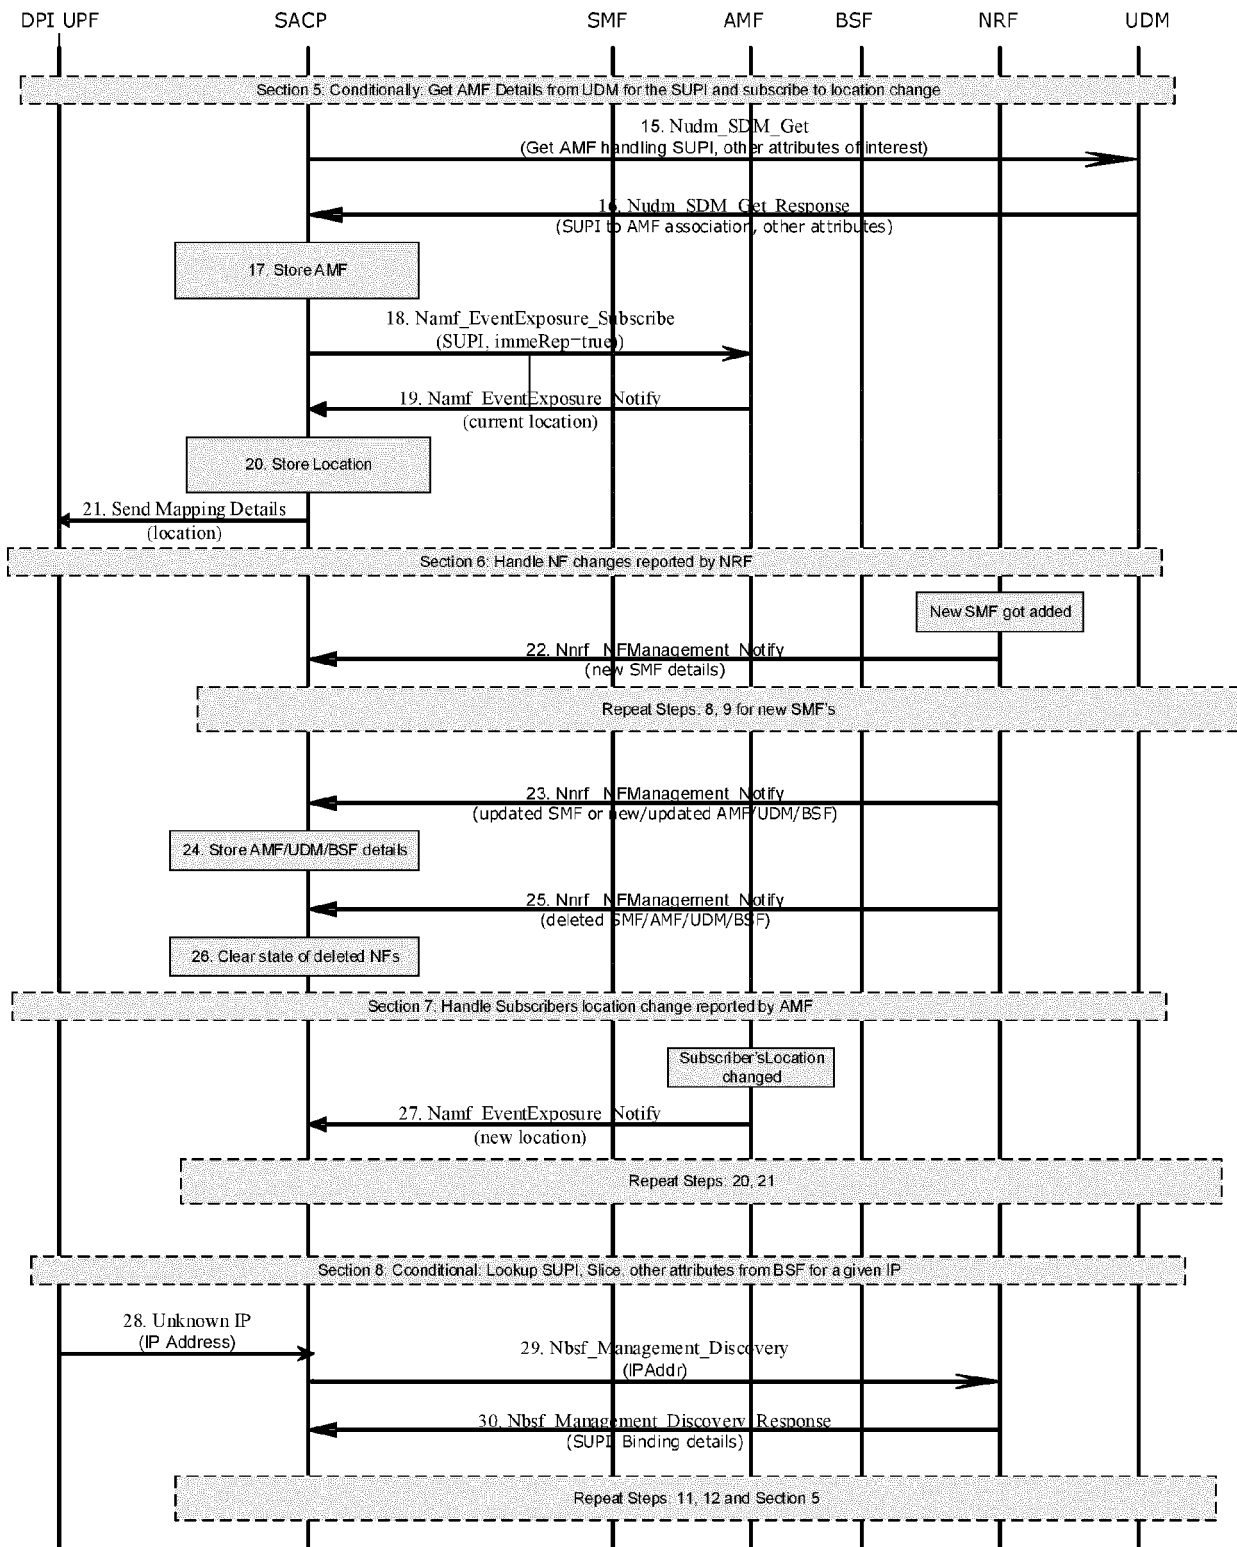 DPI UPF SACP SMF AMF BSF NRF UDM
Section 5: Conditionally: Get AMF Details from UDM for the SUPI and subscribe to location change
15. Nudm_SDM_Get
(Get AMF handling SUPI, other attributes of interest)
16. Nudm_SDM_Get_Response
(SUPI to AMF association, other attributes)
17. Store AMF
18. Namf_EventExposure_Subscribe
(SUPI, immeRep=true))
19. Namf_EventExposure_Notify
(current location)
20. Store Location
21. Send Mapping Details
(location)
Section 6: Handle NF changes reported by NRF
New SMF got added
22. Nnrf_NFManagement_Notify
(new SMF details)
Repeat Steps: 8, 9 for new SMF's
23. Nnrf_NFManagement_Notify
(updated SMF or new/updated AMF/UDM/BSF)
24. Store AMF/UDM/BSF details
25. Nnrf_NFManagement_Notify
(deleted SMF/AMF/UDM/BSF)
26. Clear state of deleted NFs
Section 7: Handle Subscribers location change reported by AMF
Subscriber'sLocation
changed
27. Namf_EventExposure_Notify
(new location)
Repeat Steps: 20, 21
Section 8: Cconditional: Lookup SUPI, Slice, other attributes from BSF for a given IP
28. Unknown IP
(IP Address)
29. Nbsf_Management_Discovery
(IPAddr)
30. Nbsf_Management_Discovery_Response
(SUPI Binding details)
Repeat Steps: 11, 12 and Section 5